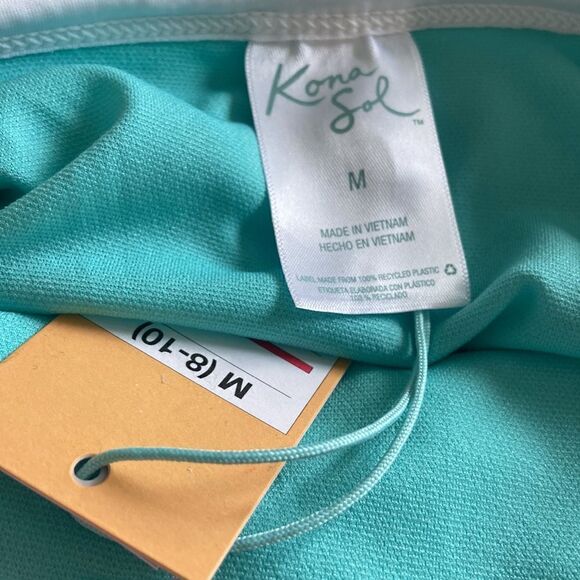 Kona
Sol
™
M
MADE IN VIETNAM
HECHO EN VIETNAM
LABEL MADE FROM 100% RECYCLED PLASTIC
ETIQUETA ELABORADA CON PLÁSTICO
100% RECICLADO
M (8-10)